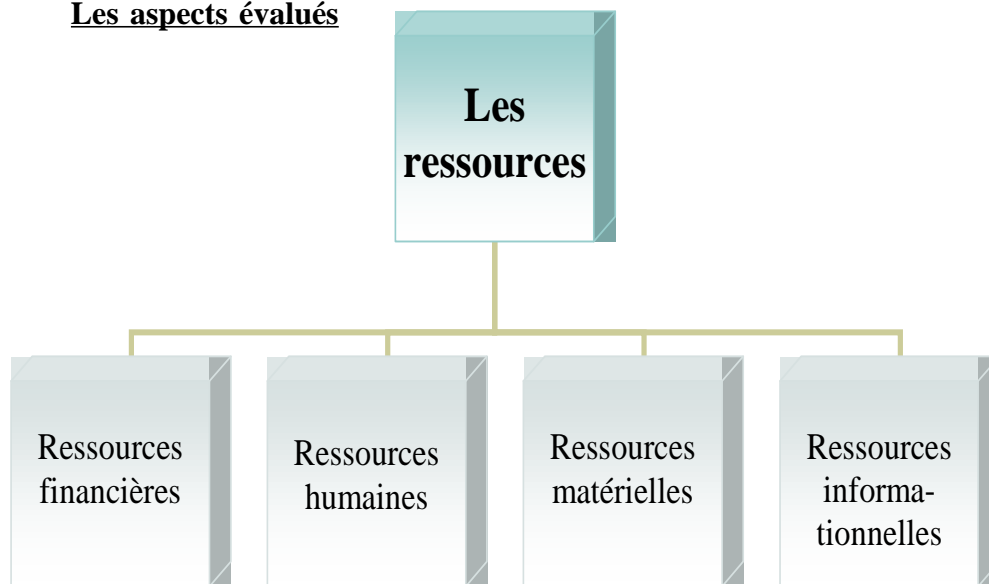 Les aspects évalués
Les
ressources
Ressources
financières
Ressources
humaines
Ressources
matérielles
Ressources
informa-
tionnelles